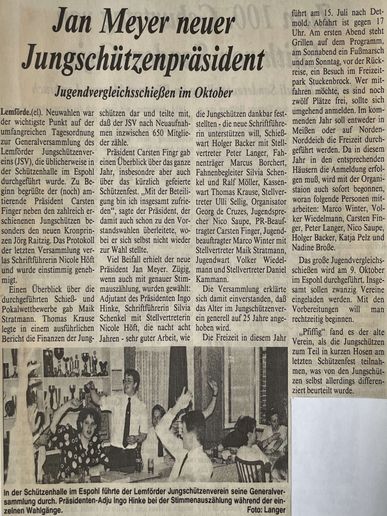 Jan Meyer neuer
Jungschützenpräsident
Jugendvergleichsschießen im Oktober
Lemförde.(el). Neuwahlen war
der wichtigste Punkt auf der
umfangreichen Tagesordnung
zur Generalversammlung des
Lemförder Jungschützenver-
eins (JSV), die üblicherweise in
der Schützenhalle im Espohl
durchgeführt wurde. Zu Be-
ginn begrüßte der (noch) am-
tierende Präsident Carsten
Finger neben den zahlreich er-
schienenen Jungschützen be-
sonders den neuen Kronprin-
zen Jörg Raitzig. Das Protokoll
der letzten Versammlung ver-
las Schriftführerin Nicole Höft
und wurde einstimmig geneh-
migt.
Einen Überblick über die
durchgeführten Schieß- und
Pokalwettbewerbe gab Maik
Stratmann. Thomas Krause
legte in einem ausführlichen
Bericht die Finanzen der Jung-
schützen dar und teilte mit,
daß der JSV nach Neuaufnah-
men inzwischen 650 Mitglie-
der zählt.
Präsident Carsten Fingr gab
einen Überblick über das ganze
Jahr, insbesondere aber auch
über das kürzlich gefeierte
Schützenfest. „Mit der Beteili-
gung bin ich insgesamt zufrie-
den", sagte der Präsident, der
damit auch schon zu den Vor-
standswahlen überleitete, wo-
bei er sich selbst nicht wieder
zur Wahl stellte.
Viel Beifall erhielt der neue
Präsident Jan Meyer. Zügig,
wenn auch mit genauer Stim-
mauszählung, wurden gewählt:
Adjutant des Präsidenten Ingo
Hinke, Schriftführerin Silvia
Schenkel mit Stellvertreterin
Nicole Höft, die nach acht
Jahren - sehr guter Arbeit, wie
die Jungschützen dankbar fest-
stellten - die neue Schriftführe-
rin unterstützen wird. Schieß-
wart Holger Backer mit
Stellvertreter Peter Langer, Fah-
nenträger Marcus Borchert,
Fahnenbegleiter Silvia Schen-
kel und Ralf Möller, Kassen-
wart Thomas Krause, Stellver-
treter Ulli Sellig, Organisator
Georg de Cruzes, Jugendspre-
cher Nico Saupe, PR-Beauf-
tragter Carsten Finger, Jugend-
wart Marco Winter mit
Stellvertreter Maik Stratmann,
Jugendwart Volker Wiedel-
mann und Stellvertreter Daniel
Kammann.
Die Versammlung erklärte
sich damit einverstanden, daß
das Alter im Jungschützenver-
ein generell auf 25 Jahre ange-
hoben wird.
Die Freizeit in diesem Jahr
führt am 15. Juli nach Det-
mold. Abfahrt ist gegen 17
Uhr. Am ersten Abend steht
Grillen auf dem Programm,
am Sonnabend ein Fußmarsch
und am Sonntag, vor der Rück-
reise, ein Besuch im Freizeit-
park Stuckenbrock. Wer mit-
fahren möchte, es sind noch
zwölf Plätze frei, sollte sich
umgehend anmelden. Im kom-
menden Jahr soll entweder in
Meißen oder auf Norden-
Norddeich die Freizeit durchge-
führt werden. Da in diesem
Jahr in den entsprechenden
Häusern die Anmeldung erfol-
gen muß, wird mit der Organi-
sation auch sofort begonnen,
woran folgende Personen mit-
arbeiten: Marco Winter, Vol-
ker Wiedelmann, Carsten Fin-
ger, Peter Langer, Nico Saupe,
Holger Backer, Katja Pelz und
Nadine Bröße.
Das große Jugendvergleichs-
schießen wird am 9. Oktober
im Espohl durchgeführt. Ins-
gesamt sollen zwanzig Vereine
eingeladen werden. Mit den
Vorbereitungen will man
rechtzeitig beginnen.
„Pfiffig" fand es der alte
Verein, als die Jungschützen
zum Teil in kurzen Hosen am
letzten Schützenfest teilnah-
men, was von den Jungschüt-
zen selbst allerdings differen-
ziert beurteilt wurde.
In der Schützenhalle im Espohl führte der Lemförder Jungschützenverein seine Generalver-
sammlung durch. Präsidenten-Adju Ingo Hinke bei der Stimmenauszählung während der ein-
zelnen Wahlgänge.
Foto: Langer